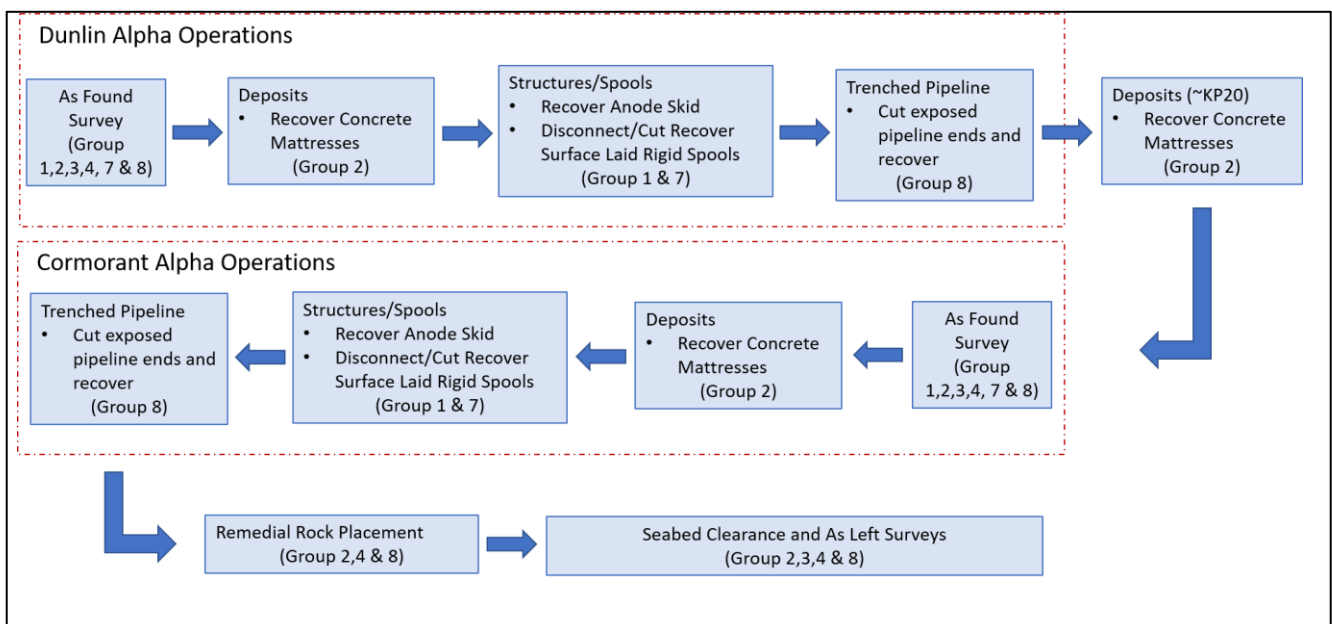 Dunlin Alpha Operations
As Found
Survey
(Group
1,2,3,4, 7 & 8)
Deposits
• Recover Concrete
Mattresses
(Group 2)
Structures/Spools
• Recover Anode Skid
• Disconnect/Cut Recover
Surface Laid Rigid Spools
(Group 1 & 7)
Trenched Pipeline
• Cut exposed
pipeline ends and
recover
(Group 8)
Deposits (~KP20)
• Recover Concrete
Mattresses
(Group 2)
Cormorant Alpha Operations
As Found
Survey
(Group
1,2,3,4, 7 & 8)
Deposits
• Recover Concrete
Mattresses
(Group 2)
Structures/Spools
• Recover Anode Skid
• Disconnect/Cut Recover
Surface Laid Rigid Spools
(Group 1 & 7)
Trenched Pipeline
• Cut exposed
pipeline ends and
recover
(Group 8)
Remedial Rock Placement
(Group 2,4 & 8)
Seabed Clearance and As Left Surveys
(Group 2,3,4 & 8)